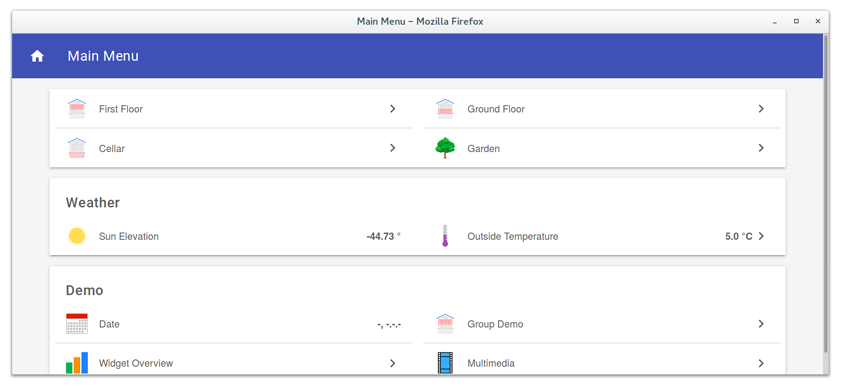 Main Menu – Mozilla Firefox
Main Menu
First Floor
Ground Floor
Cellar
Garden
Weather
Sun Elevation -44.73 °
Outside Temperature 5.0 °C
Demo
Date -, -.-.-
Group Demo
Widget Overview
Multimedia